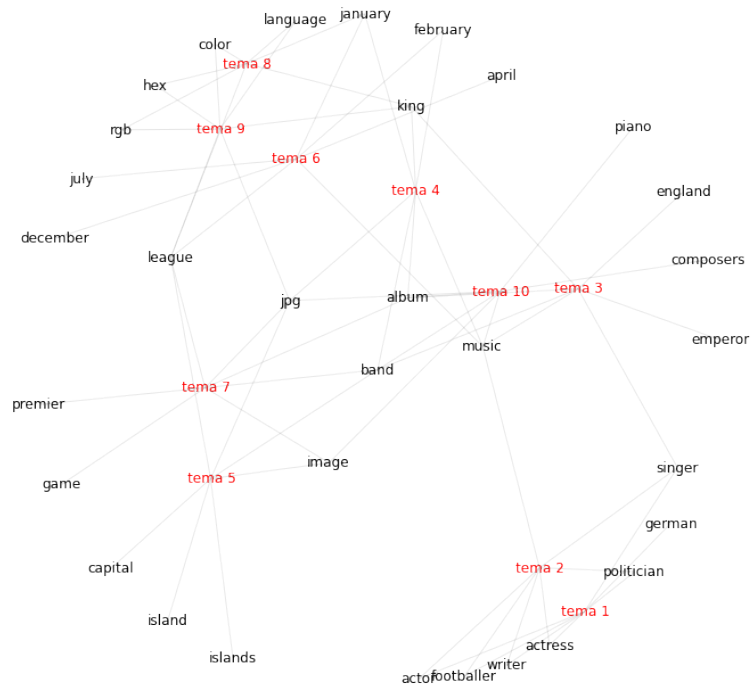 january
language
february
color
tema 8
april
hex
king
piano
rgb
tema 9
tema 6
july
tema 4
england
december
league
composers
tema 10
tema 3
jpg
album
emperor
music
band
tema 7
premier
image
singer
tema 5
game
german
capital
tema 2
politician
tema 1
island
actress
islands
writer
actor
footballer